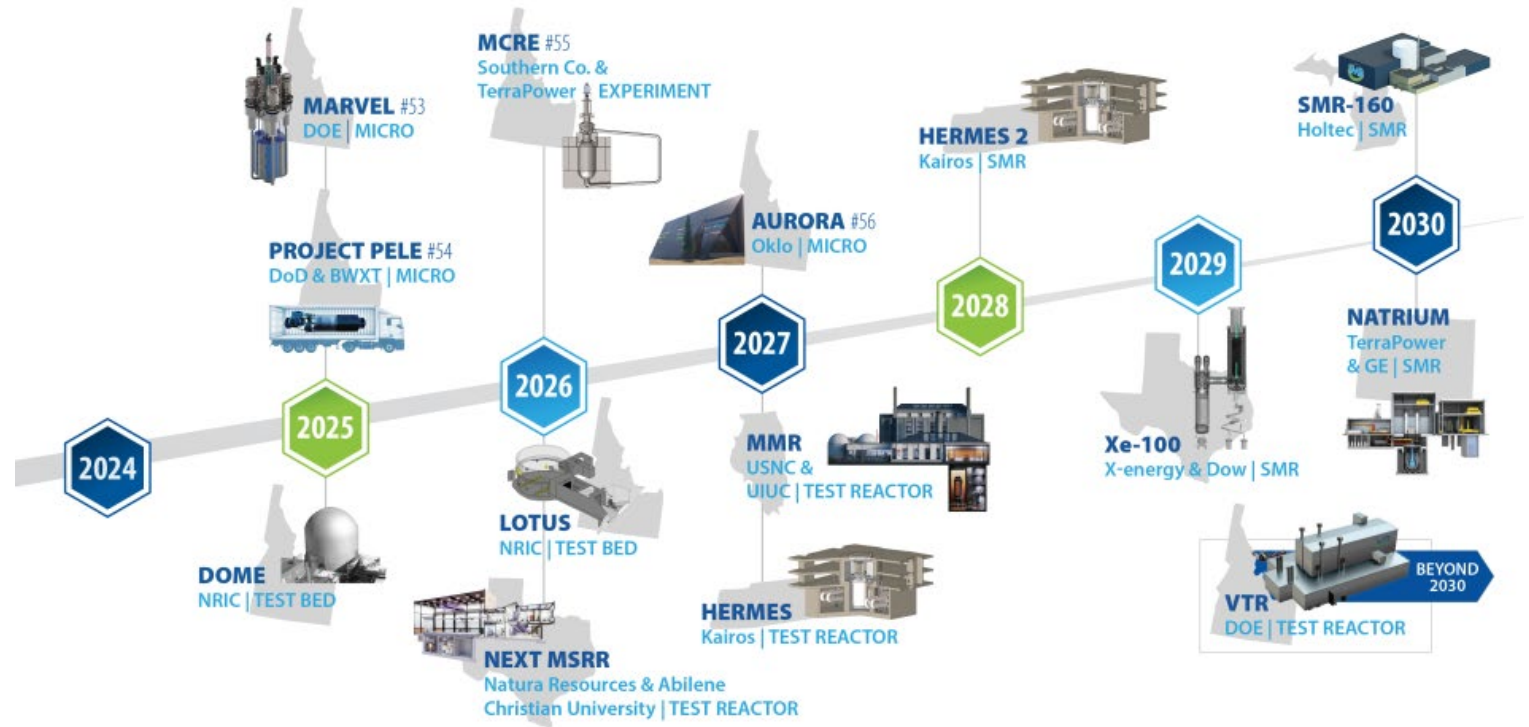 MARVEL #53
DOE | MICRO
PROJECT PELE #54
DoD & BWXT | MICRO
MCRE #55
Southern Co. &
TerraPower EXPERIMENT
AURORA #56
Oklo | MICRO
HERMES 2
Kairos | SMR
SMR-160
Holtec | SMR
2024
2025
2026
2027
2028
2029
2030
DOME
NRIC | TEST BED
LOTUS
NRIC | TEST BED
NEXT MSRR
Natura Resources & Abilene
Christian University | TEST REACTOR
MMR
USNC &
UIUC | TEST REACTOR
HERMES
Kairos | TEST REACTOR
Xe-100
X-energy & Dow | SMR
NATRIUM
TerraPower
& GE | SMR
VTR
DOE | TEST REACTOR
BEYOND
2030